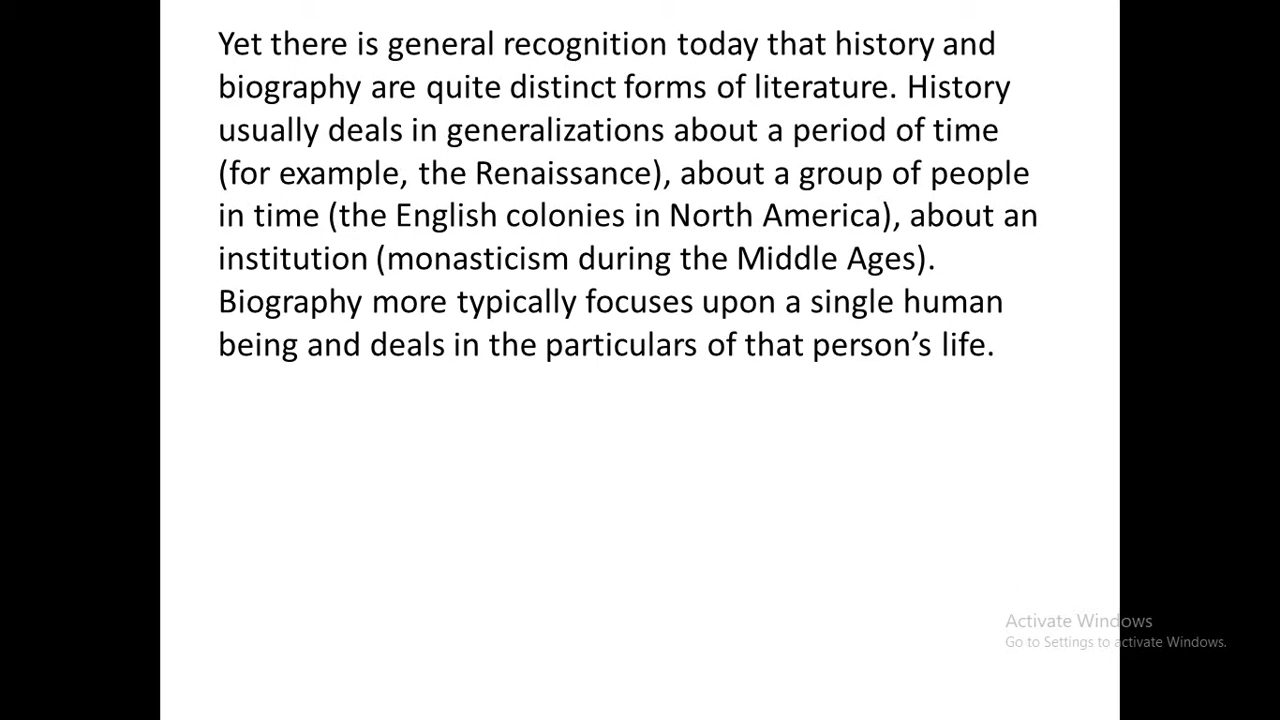 Yet there is general recognition today that history and
biography are quite distinct forms of literature. History
usually deals in generalizations about a period of time
(for example, the Renaissance), about a group of people
in time (the English colonies in North America), about an
institution (monasticism during the Middle Ages).
Biography more typically focuses upon a single human
being and deals in the particulars of that person’s life.
Activate Windows
Go to Settings to activate Windows.